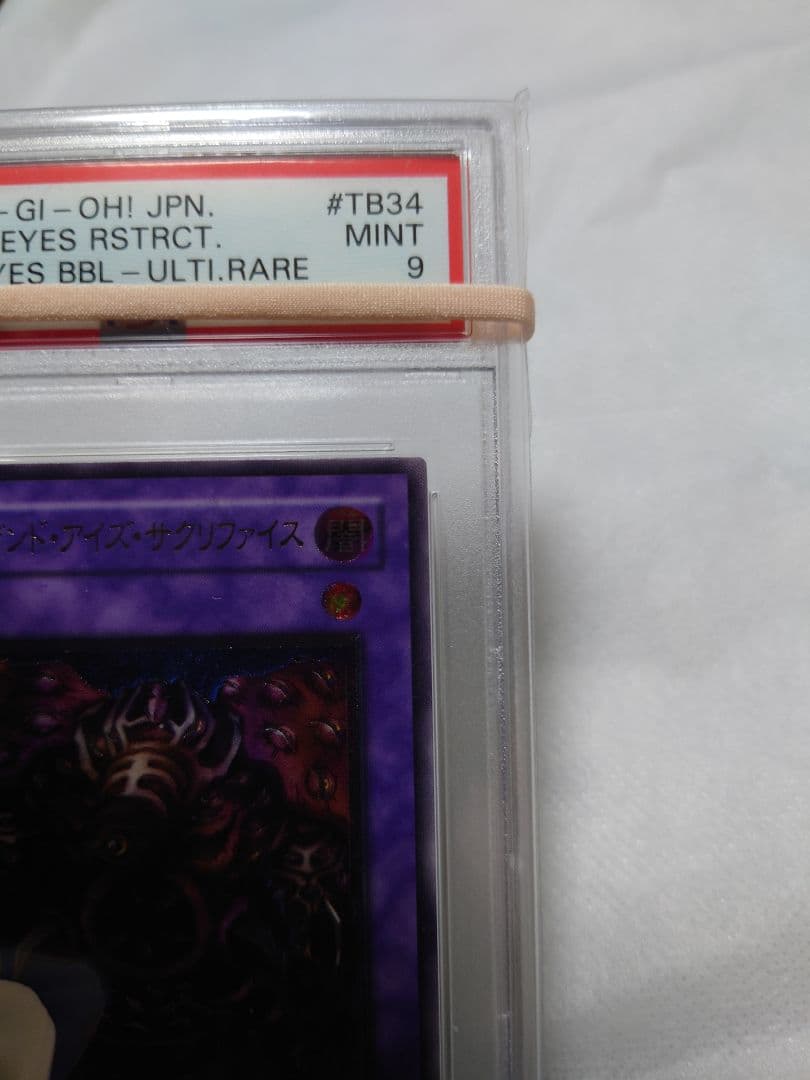 -GI-OH! JPN. #TB34
EYES RSTRCT. MINT
YES BBL-ULTI.RARE 9
ンド・アイズ・サクリファイス 闇